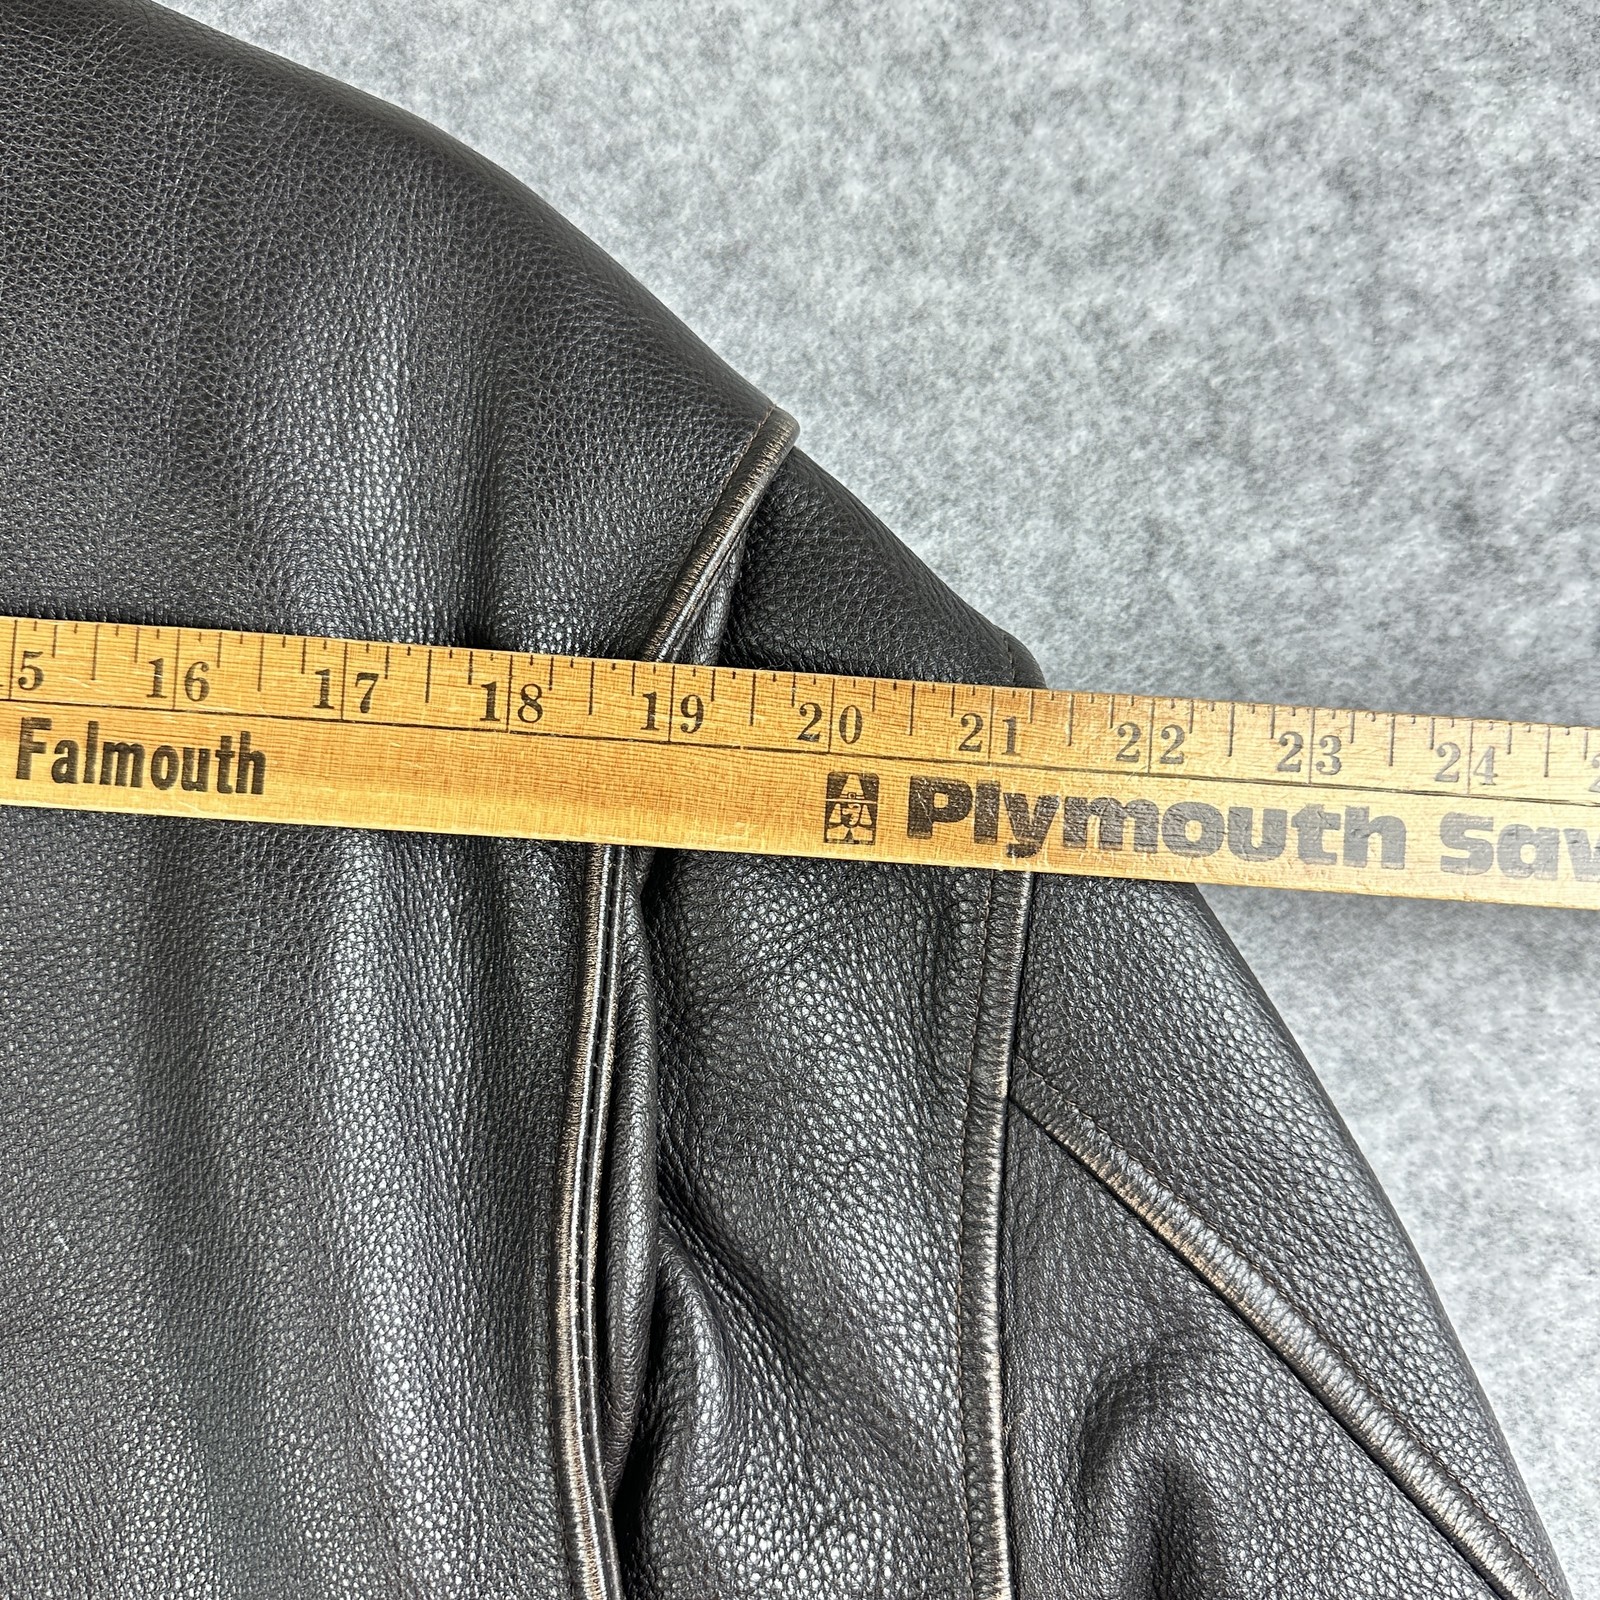 5 16 17 18 19 20 21 22 23 24
Falmouth Plymouth Sav